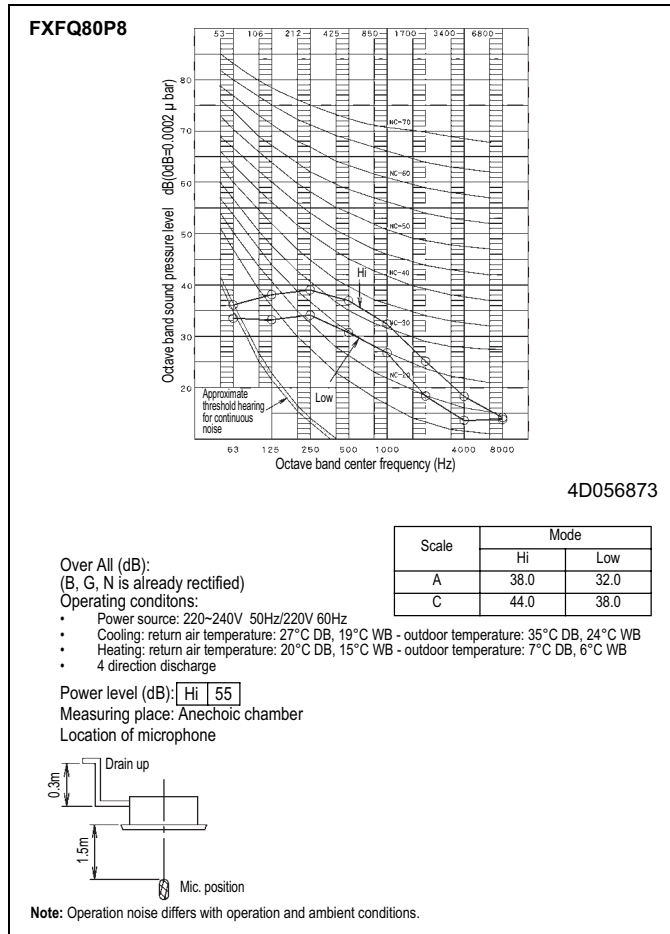 FXFQ80P8
53 106 212 425 850 1700 3400 6800
Octave band sound pressure level dB(0dB=0.0002 µ bar)
80
70
60
50
40
30
20
NC-70
NC-60
NC-50
NC-40
NC-30
NC-20
Hi
Low
Approximate
threshold hearing
for continuous
noise
63 125 250 500 1000 4000 8000
Octave band center frequency (Hz)
4D056873
Scale Mode
Hi Low
A 38.0 32.0
C 44.0 38.0
Over All (dB):
(B, G, N is already rectified)
Operating conditons:
• Power source: 220~240V 50Hz/220V 60Hz
• Cooling: return air temperature: 27°C DB, 19°C WB - outdoor temperature: 35°C DB, 24°C WB
• Heating: return air temperature: 20°C DB, 15°C WB - outdoor temperature: 7°C DB, 6°C WB
• 4 direction discharge
Power level (dB): Hi 55
Measuring place: Anechoic chamber
Location of microphone
Drain up
0.3m
1.5m
Mic. position
Note: Operation noise differs with operation and ambient conditions.